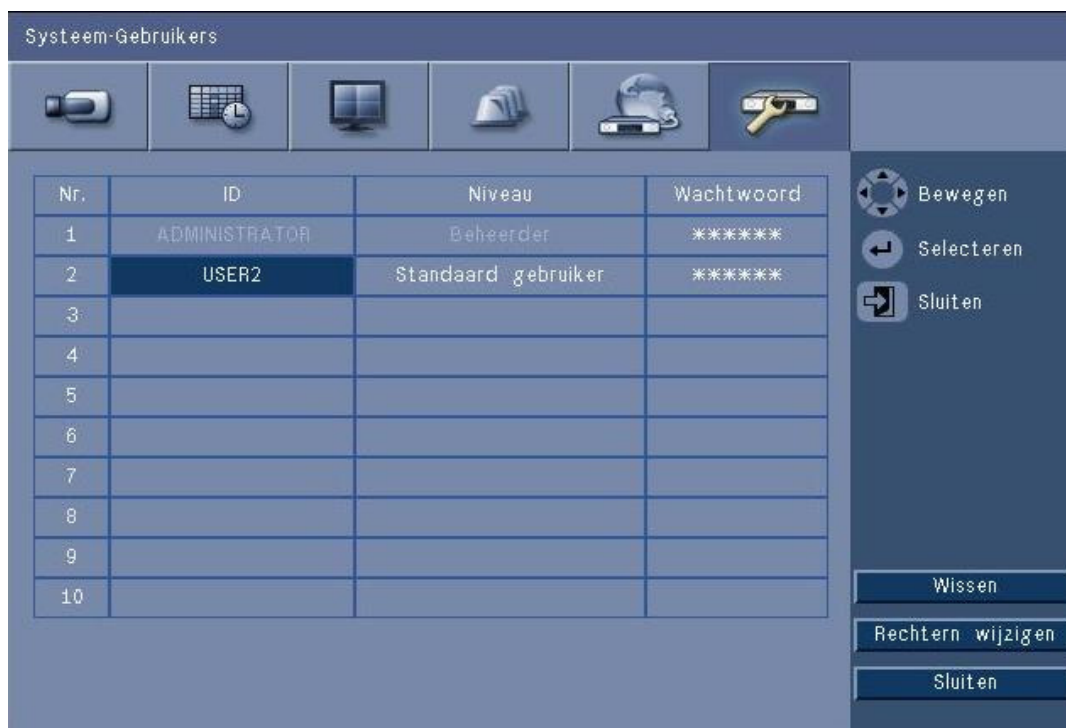 Systeem-Gebruikers
Nr. ID Niveau Wachtwoord
1 ADMINISTRATOR Beheerder ******
2 USER2 Standaard gebruiker ******
3
4
5
6
7
8
9
10
Bewegen
Selecteren
Sluiten
Wissen
Rechtern wijzigen
Sluiten